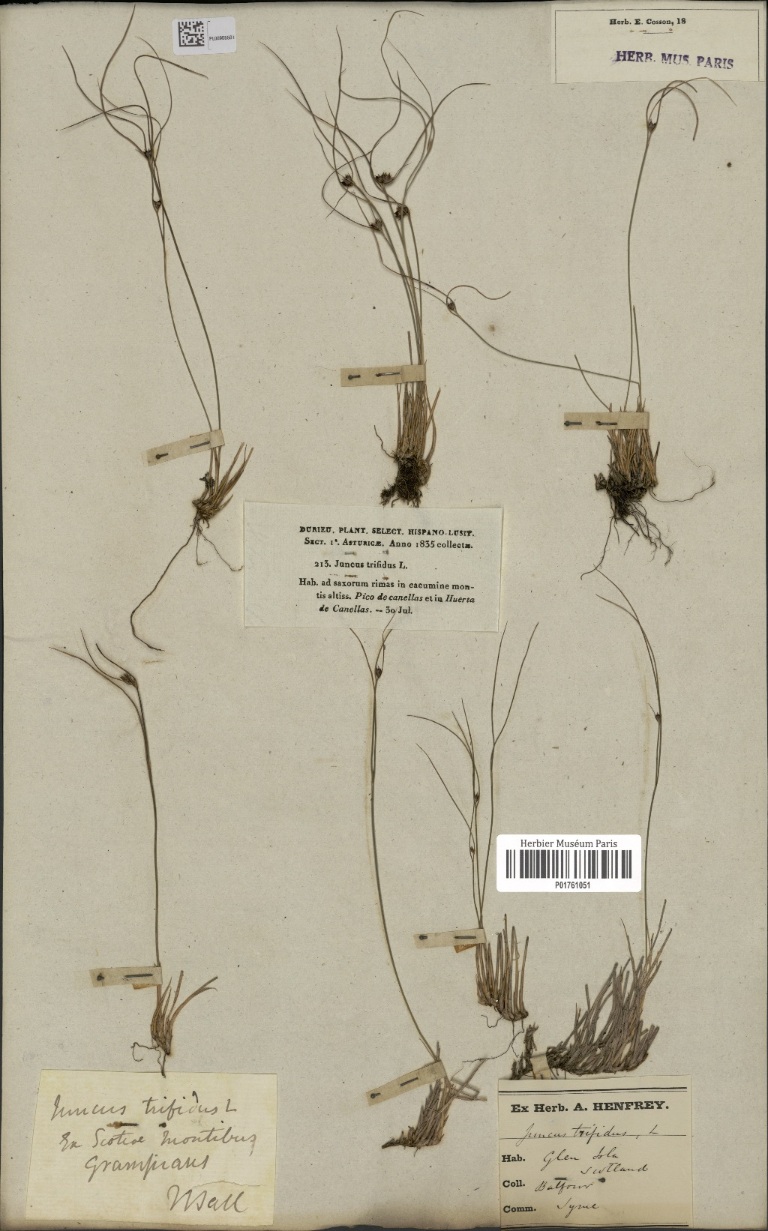 Herb. E. Cosson, 18
HERB. MUS. PARIS
DURIEU, PLANT. SELECT. HISPANO-LUSIT.
Sect. 1ª. Asturicæ. Anno 1835 collectæ.
213. Juncus trifidus L.
Hab. ad saxorum rimas in cacumine mon-
tis altiss. Pico de canellas et in Huerta
de Canellas. — 30 Jul.
Herbier Muséum Paris
P01761051
Juncus trifidus L
Ex Scotiæ Montibus
Grampians
Ex Herb. A. HENFREY.
Juncus trifidus, L
Hab. Glen Isla
Scotland
Coll. Balfour
Comm. Syme